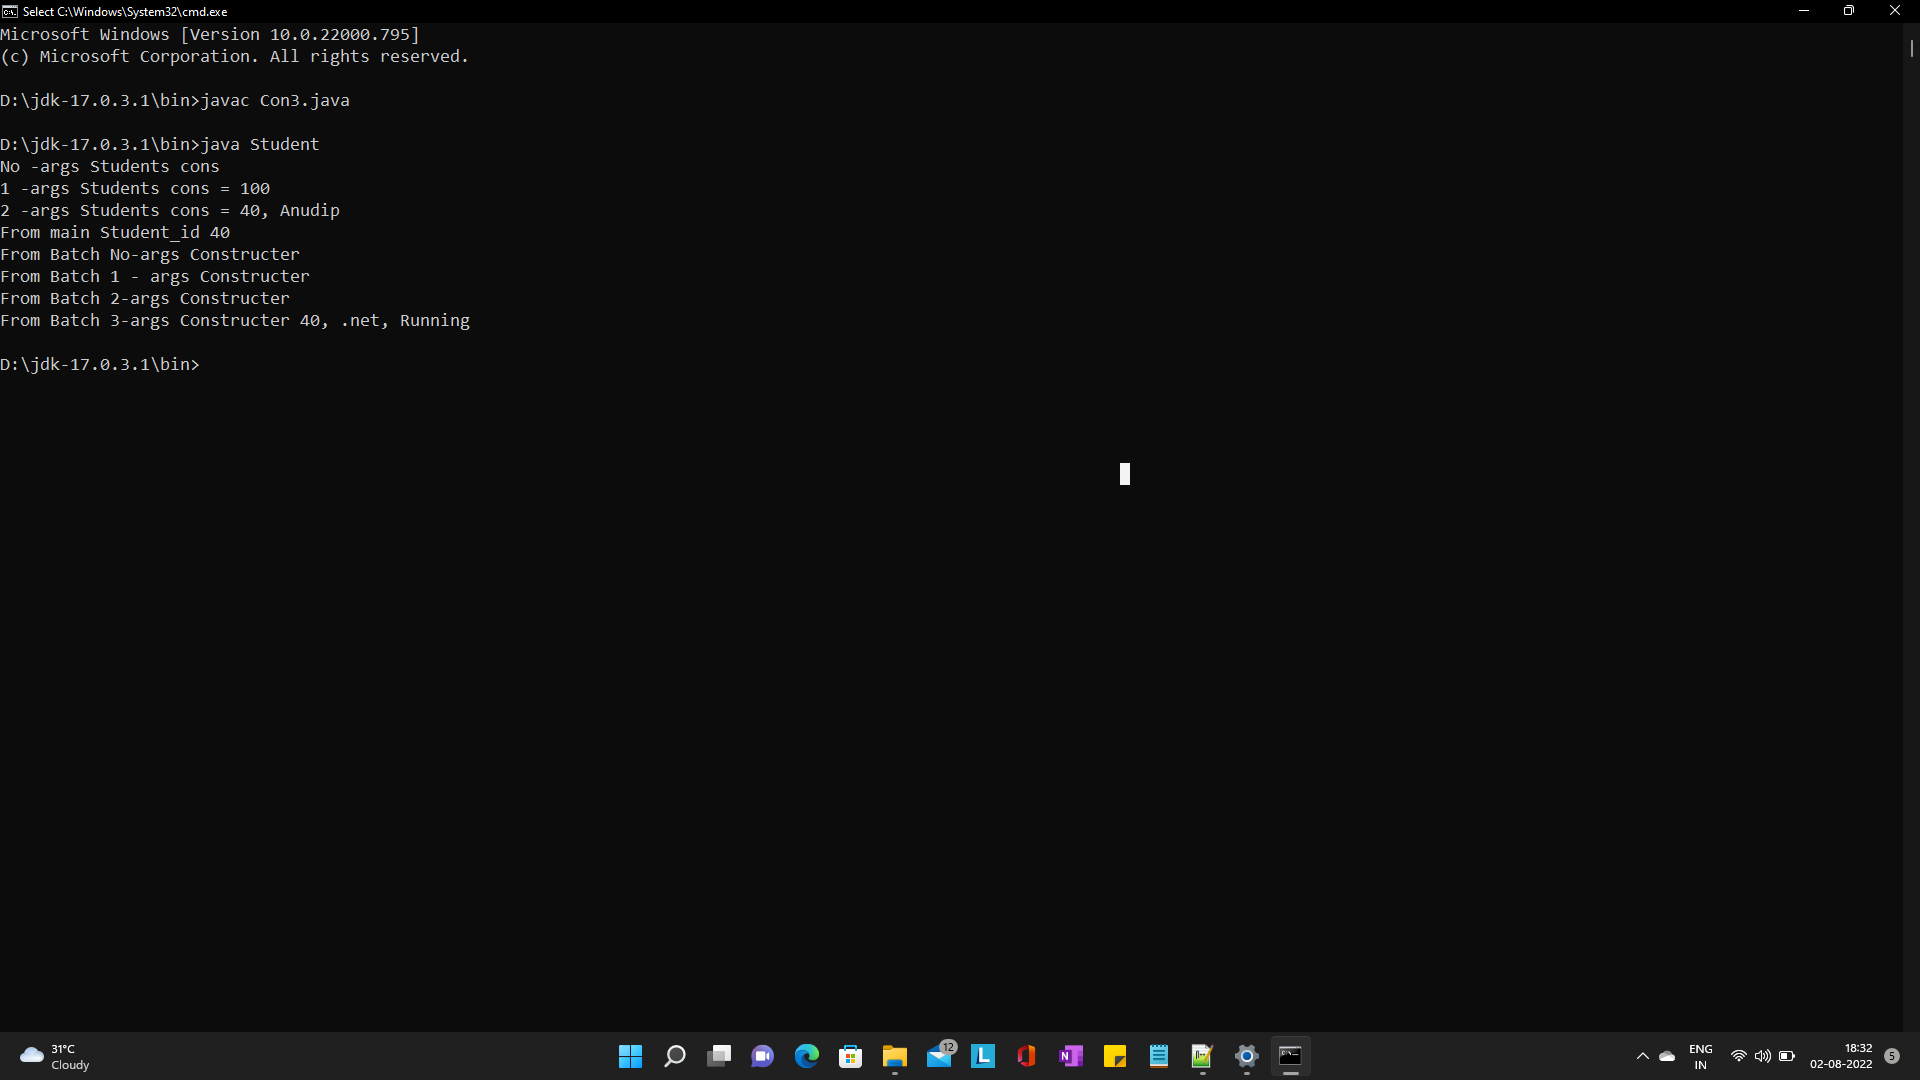 Select C:\Windows\System32\cmd.exe
Microsoft Windows [Version 10.0.22000.795]
(c) Microsoft Corporation. All rights reserved.
D:\jdk-17.0.3.1\bin>javac Con3.java
D:\jdk-17.0.3.1\bin>java Student
No -args Students cons
1 -args Students cons = 100
2 -args Students cons = 40, Anudip
From main Student_id 40
From Batch No-args Constructer
From Batch 1 - args Constructer
From Batch 2-args Constructer
From Batch 3-args Constructer 40, .net, Running
D:\jdk-17.0.3.1\bin>
31°C
Cloudy
12
L
N
ENG
IN
18:32
02-08-2022
5